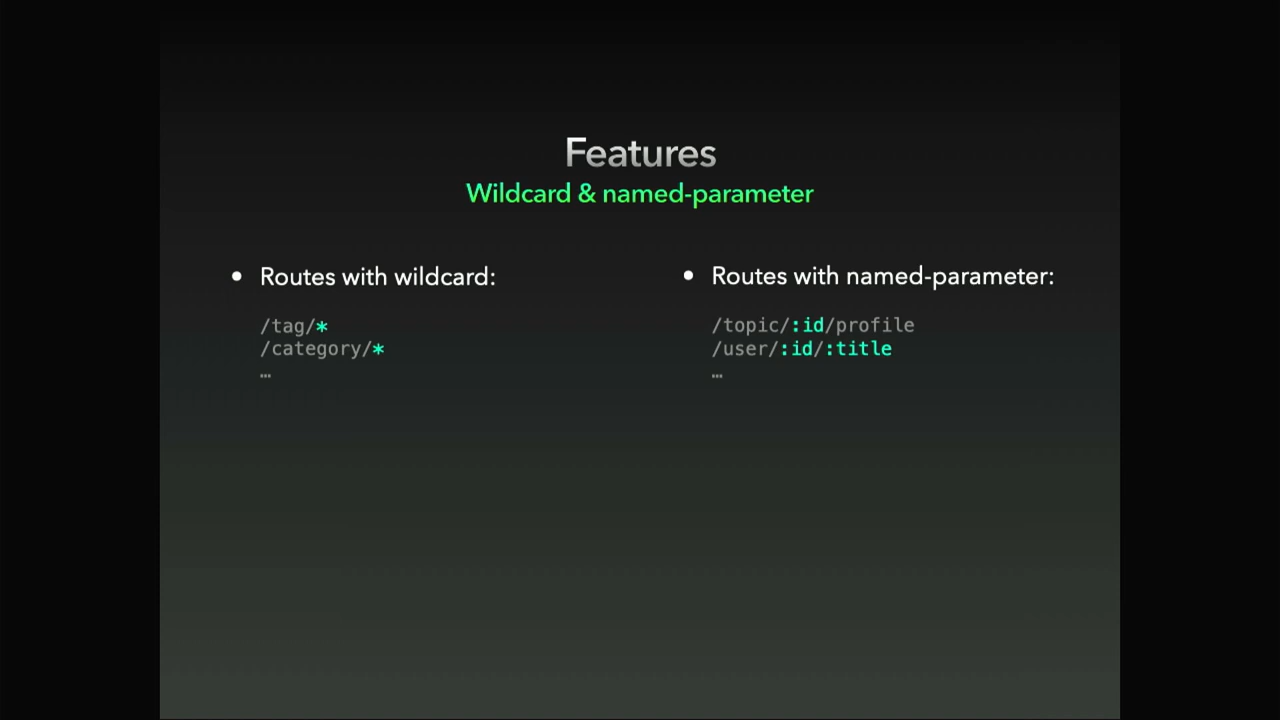 Features
Wildcard & named-parameter
• Routes with wildcard:
/tag/*
/category/*
…
• Routes with named-parameter:
/topic/:id/profile
/user/:id/:title
…